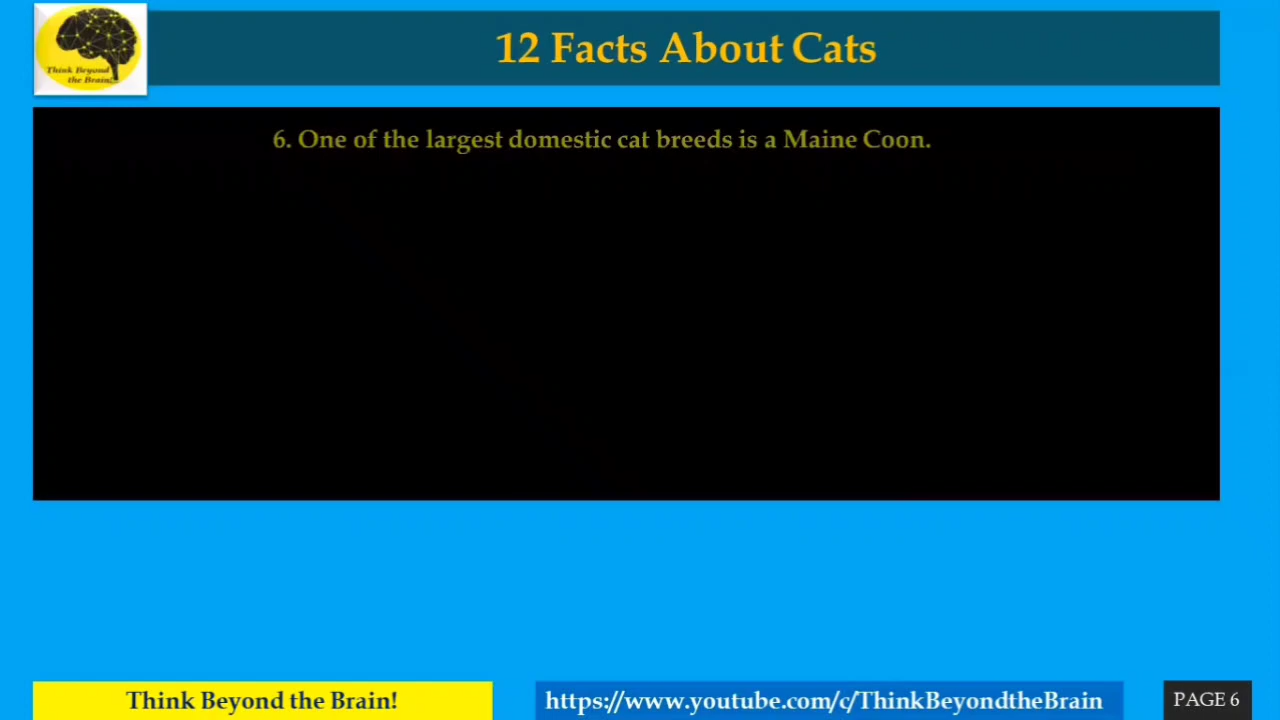 12 Facts About Cats
Think Beyond
the Brain!
6. One of the largest domestic cat breeds is a Maine Coon.
Think Beyond the Brain!
https://www.youtube.com/c/ThinkBeyondtheBrain
PAGE 6